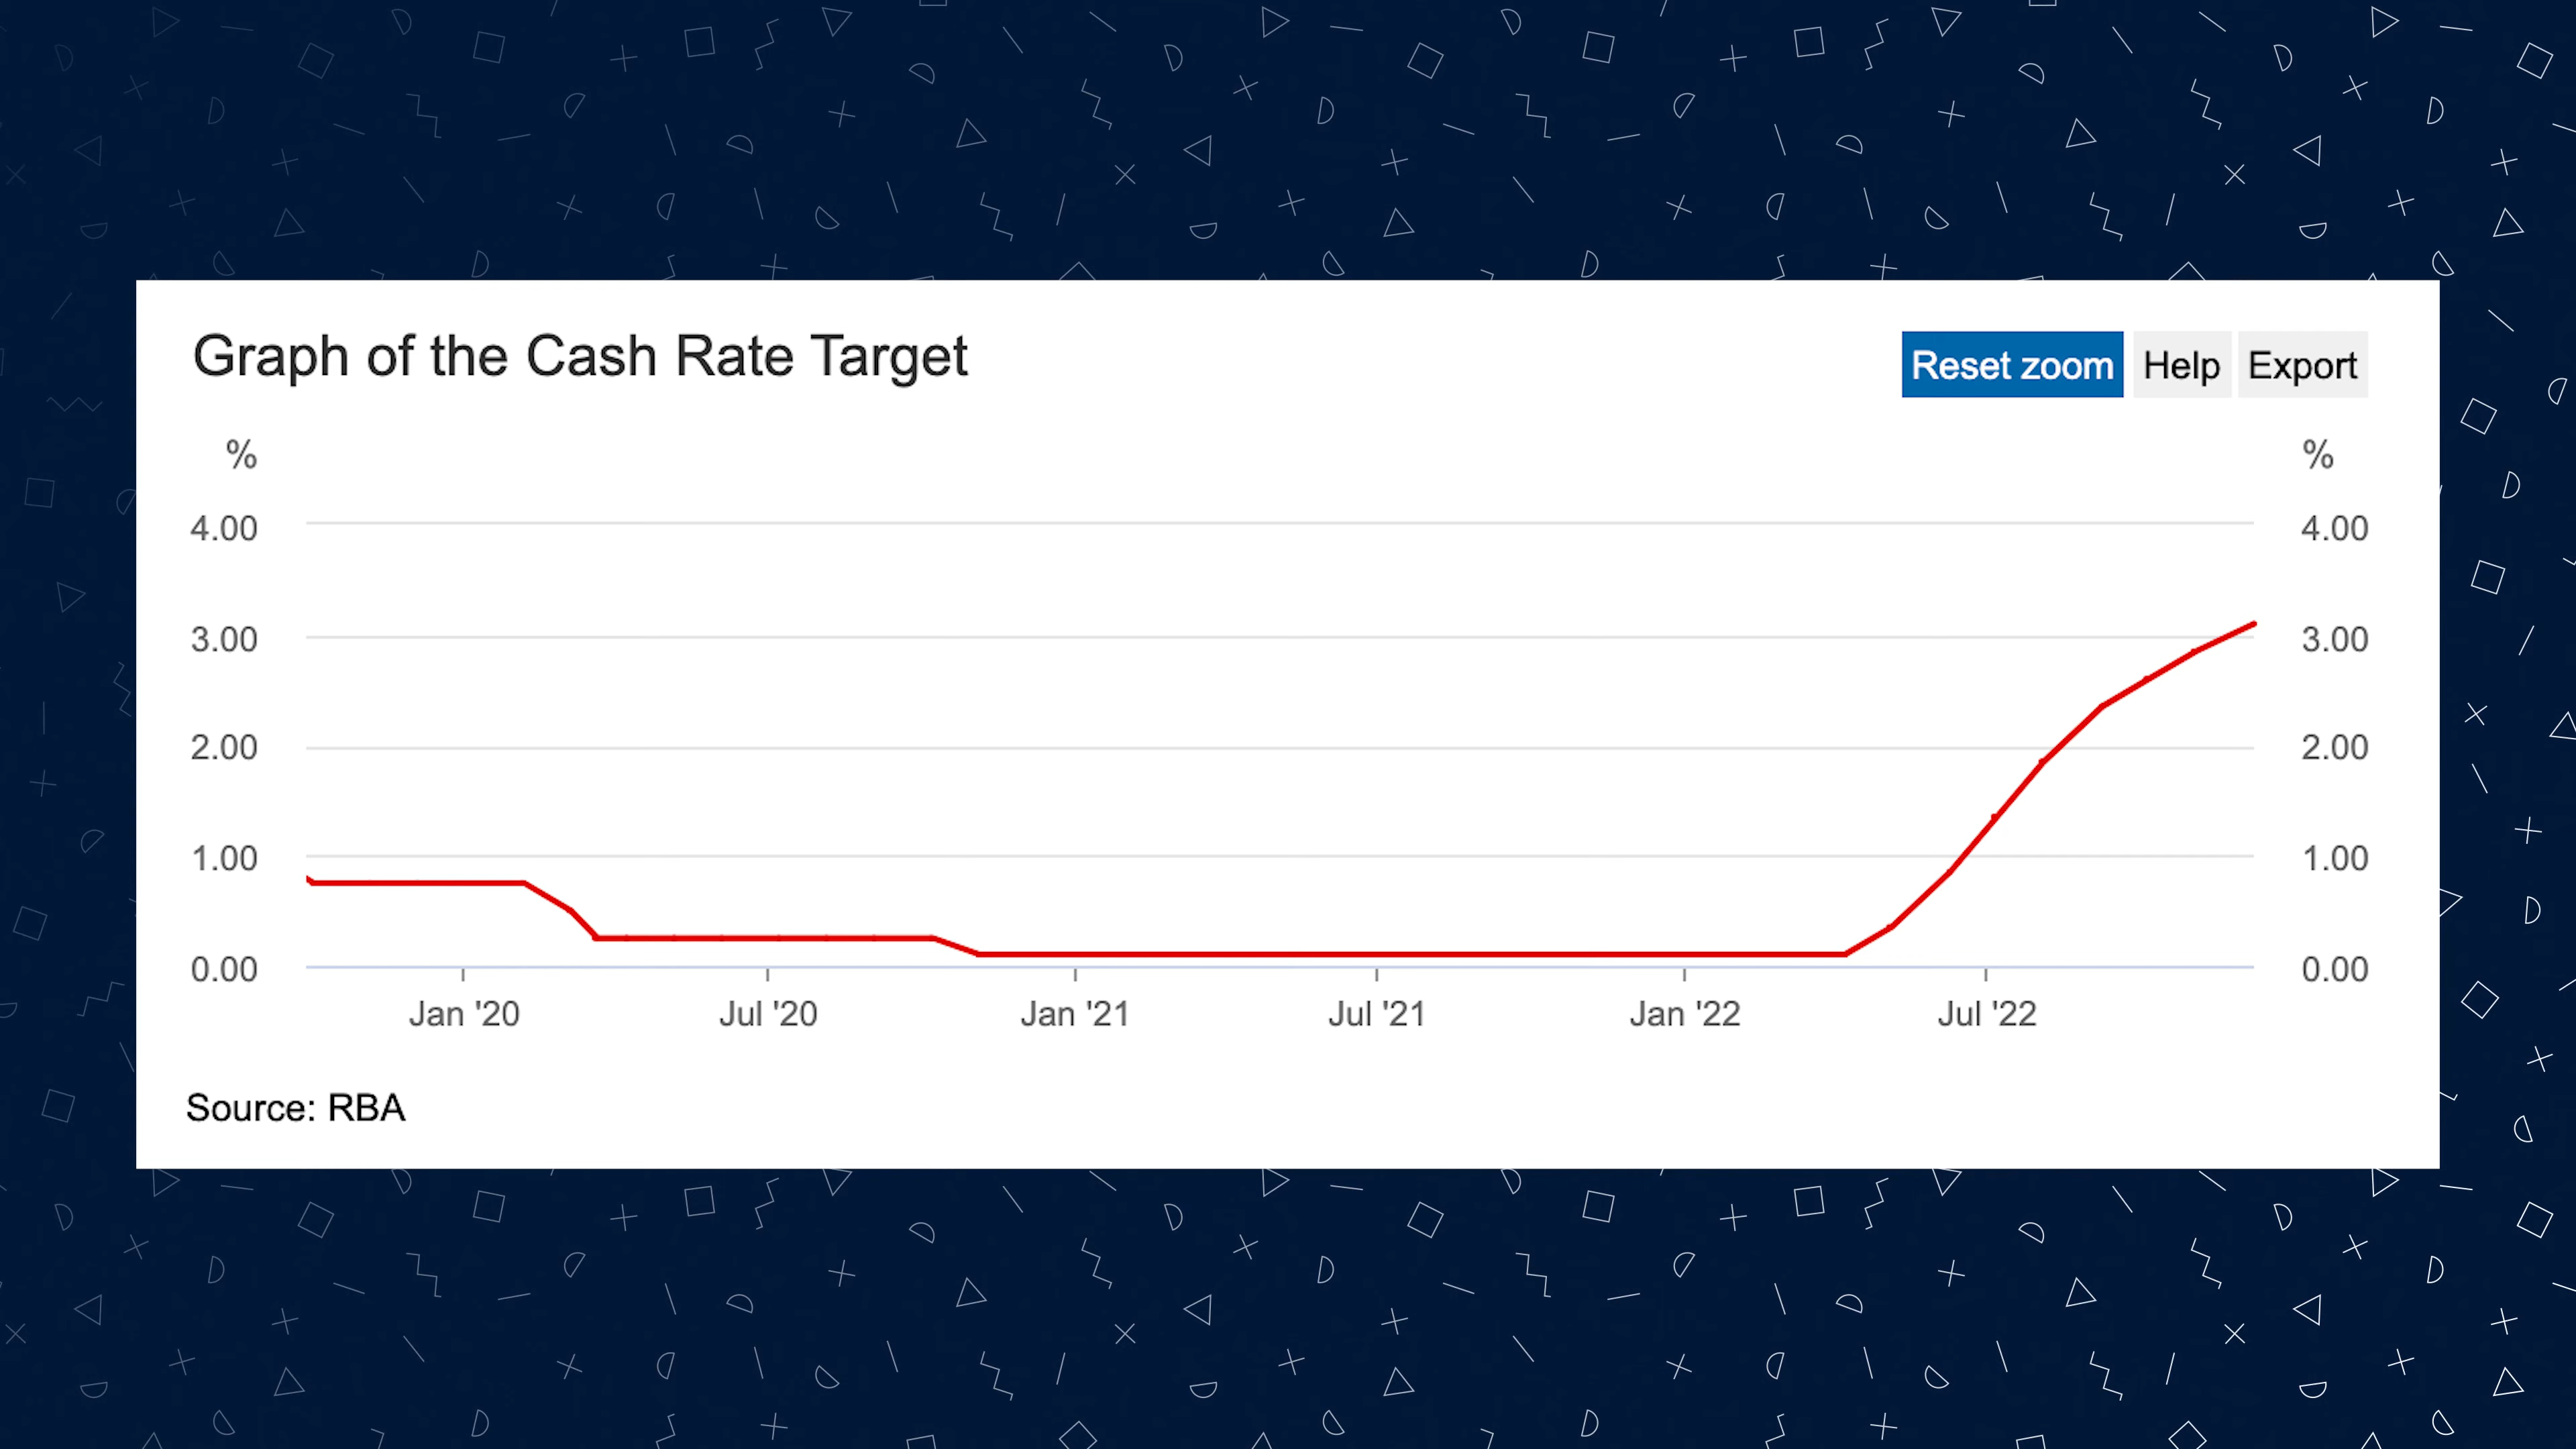 Graph of the Cash Rate Target
Reset zoom Help Export
% %
4.00 4.00
3.00 3.00
2.00 2.00
1.00 1.00
0.00 0.00
Jan '20 Jul '20 Jan '21 Jul '21 Jan '22 Jul '22
Source: RBA